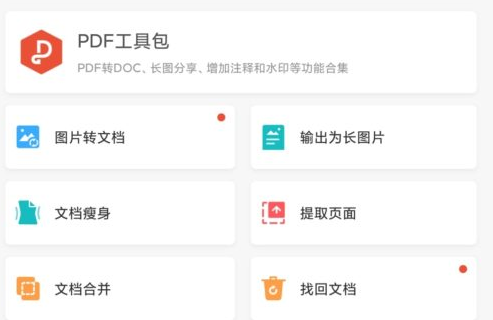 PDF工具包
PDF转DOC、长图分享、增加注释和水印等功能合集
图片转文档
输出为长图片
文档瘦身
提取页面
文档合并
找回文档